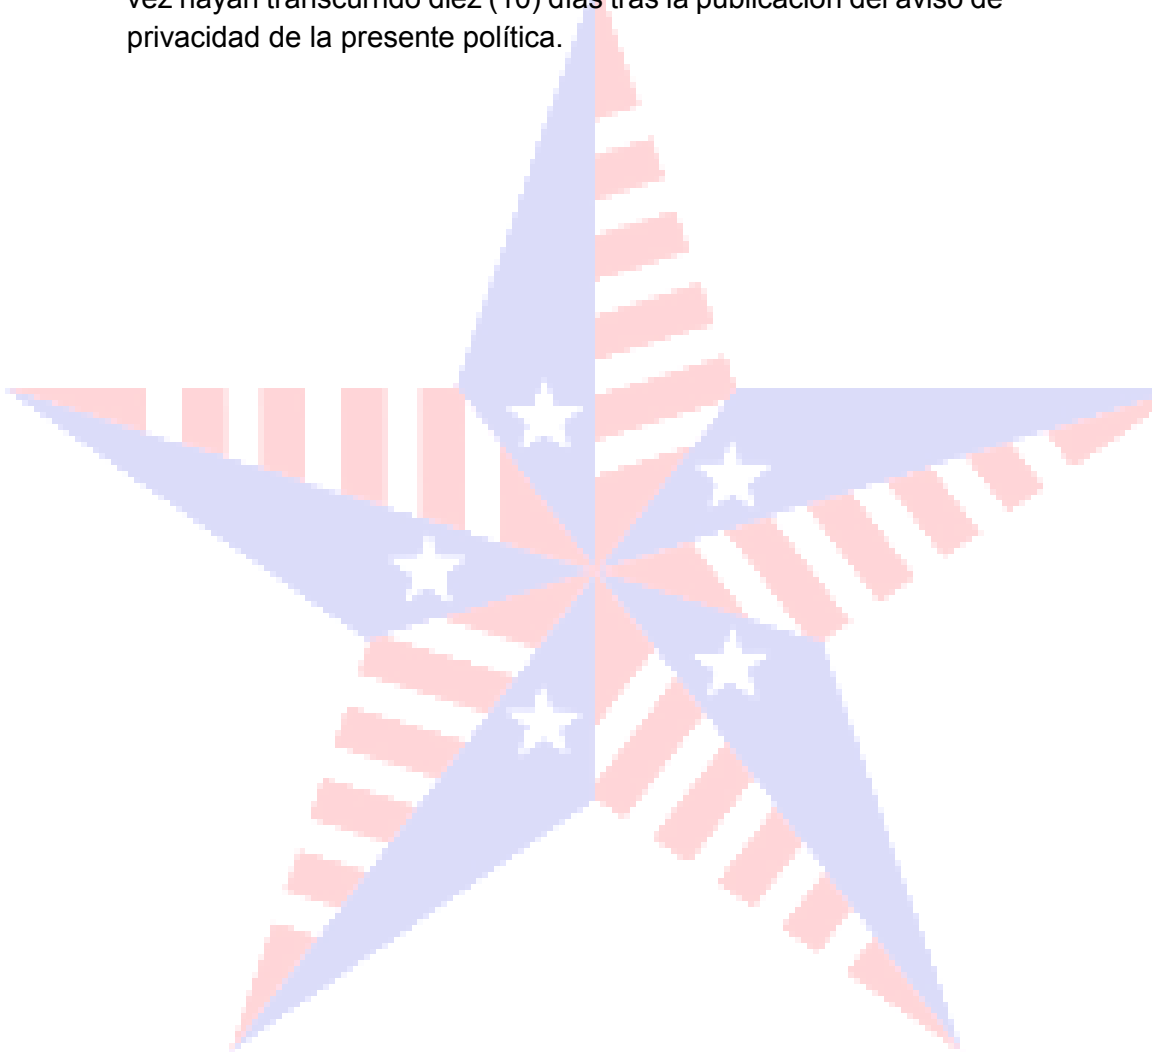 vez hayan transcurrido diez (10) días tras la publicación del aviso de
privacidad de la presente política.